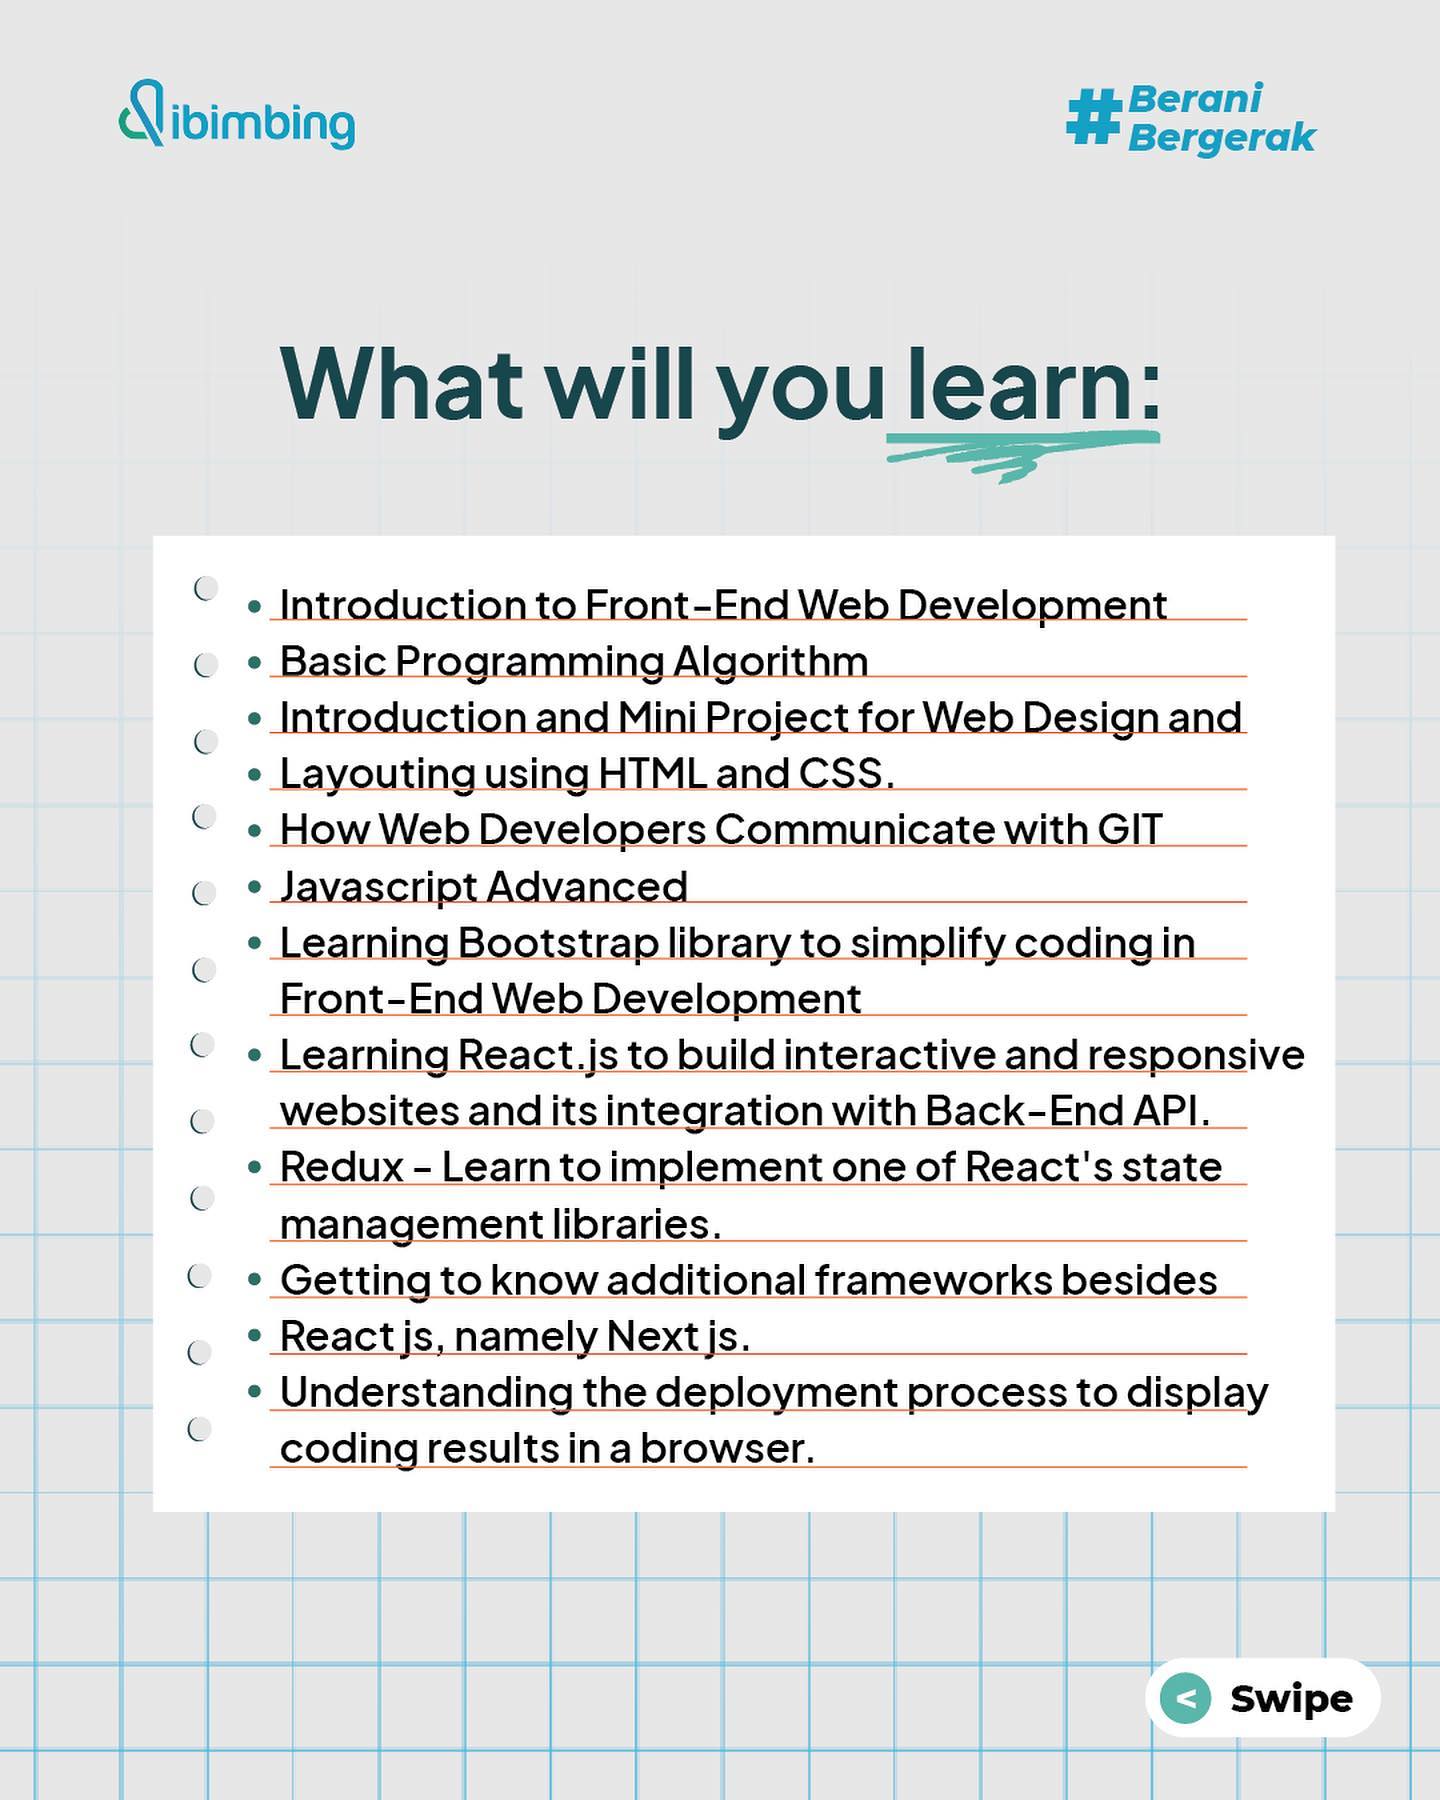 ibimbing
#Berani
Bergerak
What will you learn:
• Introduction to Front-End Web Development
• Basic Programming Algorithm
• Introduction and Mini Project for Web Design and
• Layouting using HTML and CSS.
• How Web Developers Communicate with GIT
• Javascript Advanced
• Learning Bootstrap library to simplify coding in
Front-End Web Development
• Learning React.js to build interactive and responsive
websites and its integration with Back-End API.
• Redux - Learn to implement one of React's state
management libraries.
• Getting to know additional frameworks besides
• React js, namely Next js.
• Understanding the deployment process to display
coding results in a browser.
< Swipe